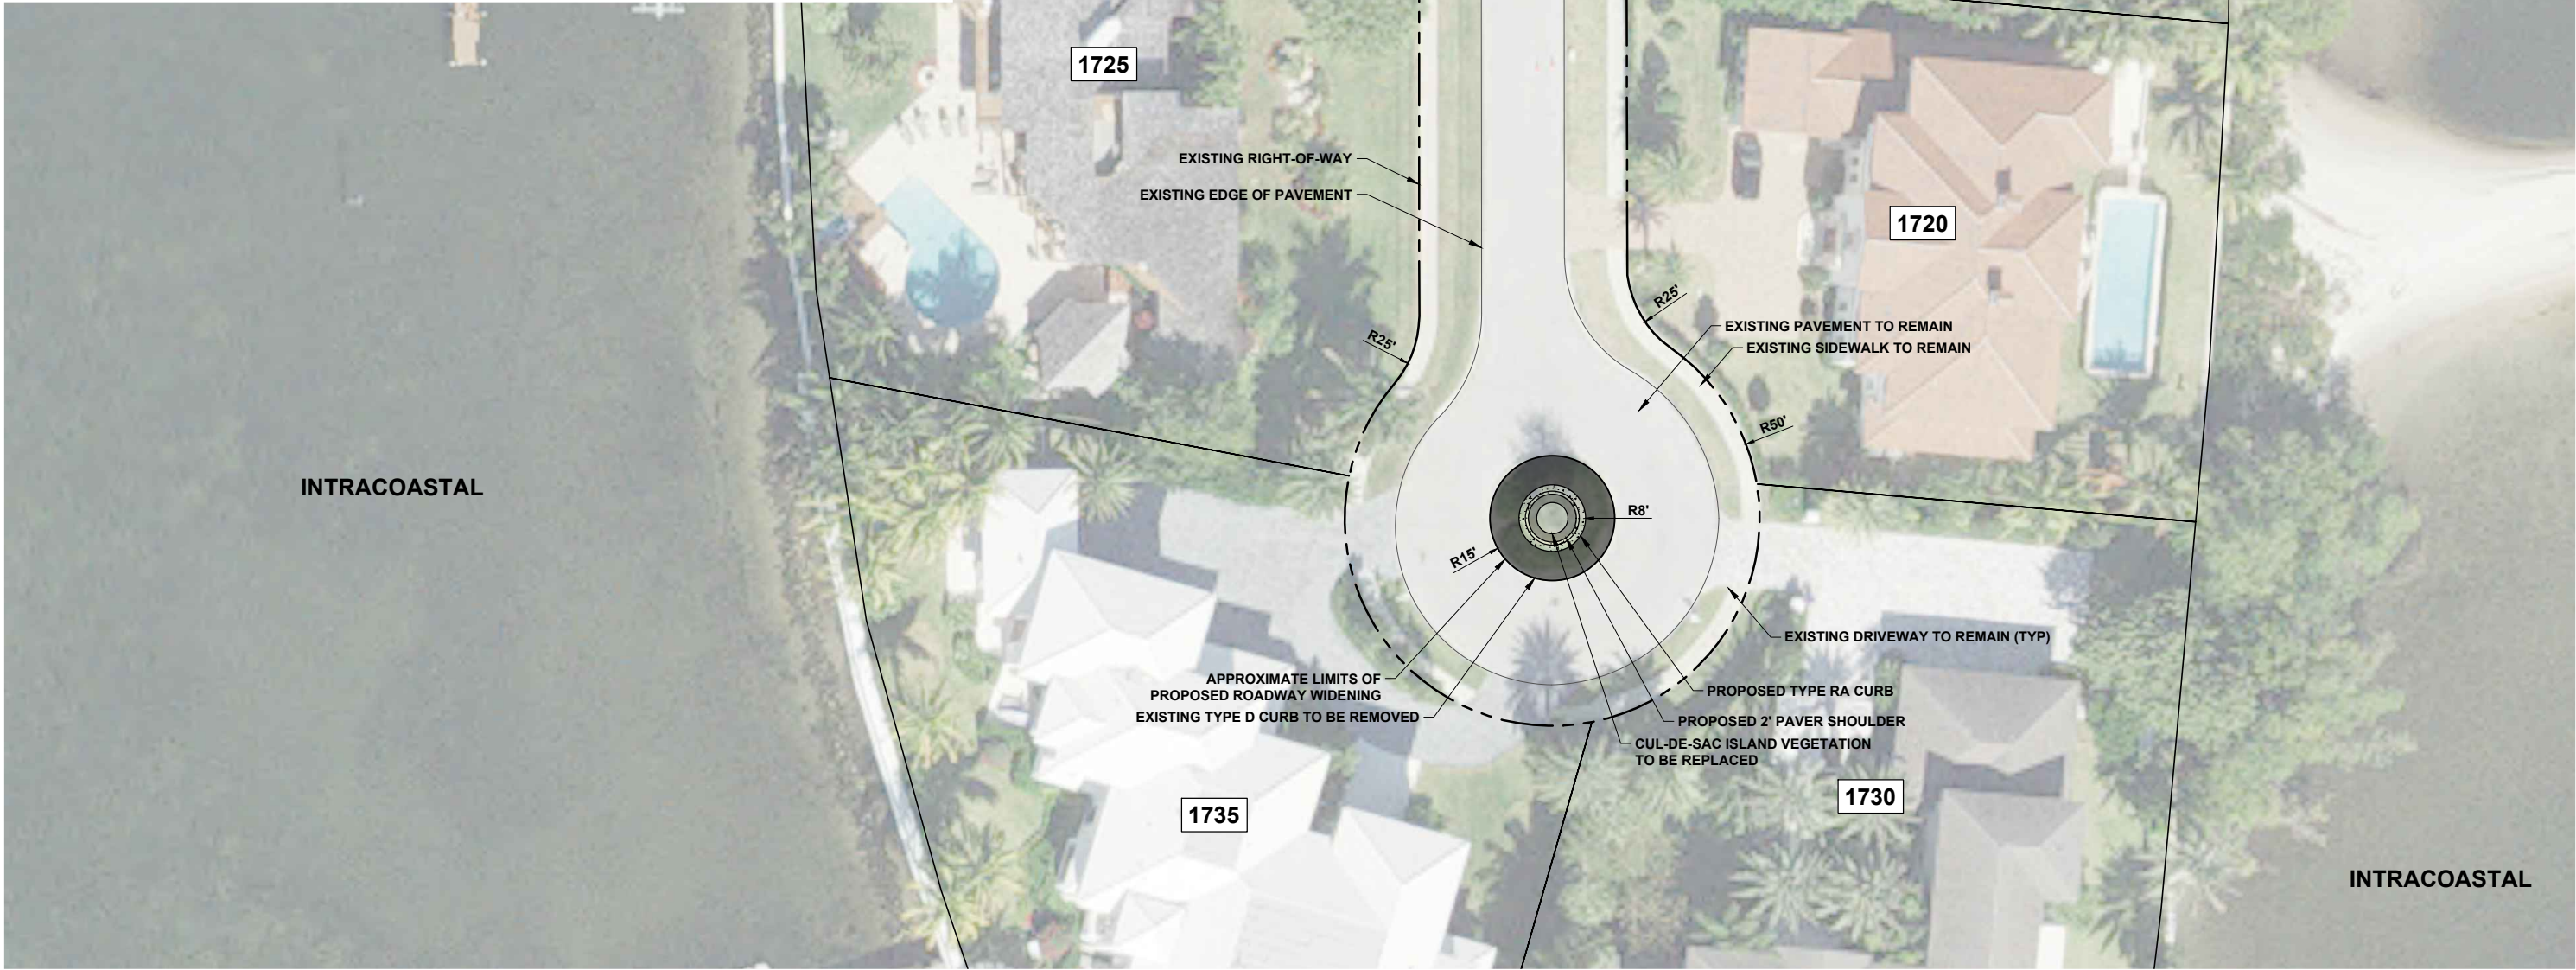 1725
EXISTING RIGHT-OF-WAY
EXISTING EDGE OF PAVEMENT
1720
R25'
R25'
EXISTING PAVEMENT TO REMAIN
EXISTING SIDEWALK TO REMAIN
R50'
INTRACOASTAL
R8'
R15'
EXISTING DRIVEWAY TO REMAIN (TYP)
APPROXIMATE LIMITS OF
PROPOSED ROADWAY WIDENING
EXISTING TYPE D CURB TO BE REMOVED
PROPOSED TYPE RA CURB
PROPOSED 2' PAVER SHOULDER
CUL-DE-SAC ISLAND VEGETATION
TO BE REPLACED
1735
1730
INTRACOASTAL